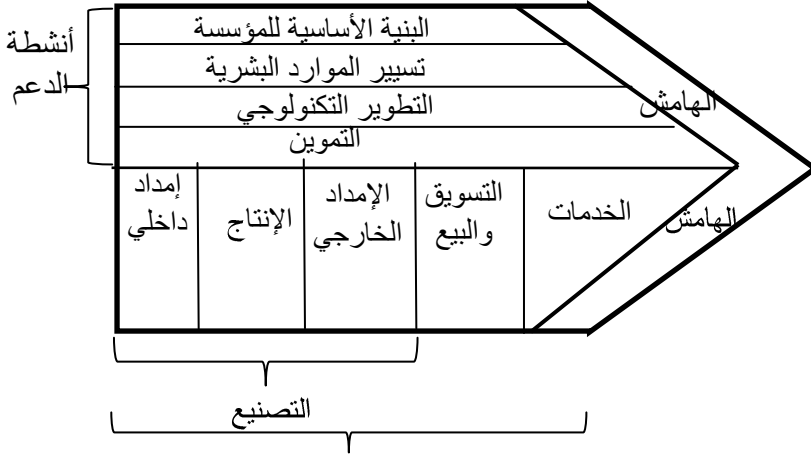 أنشطة
الدعم
البنية الأساسية للمؤسسة
تسيير الموارد البشرية
التطوير التكنولوجي
التموين
الهامش
إمداد
داخلي
الإنتاج
الإمداد
الخارجي
التسويق
والبيع
الخدمات
الهامش
التصنيع